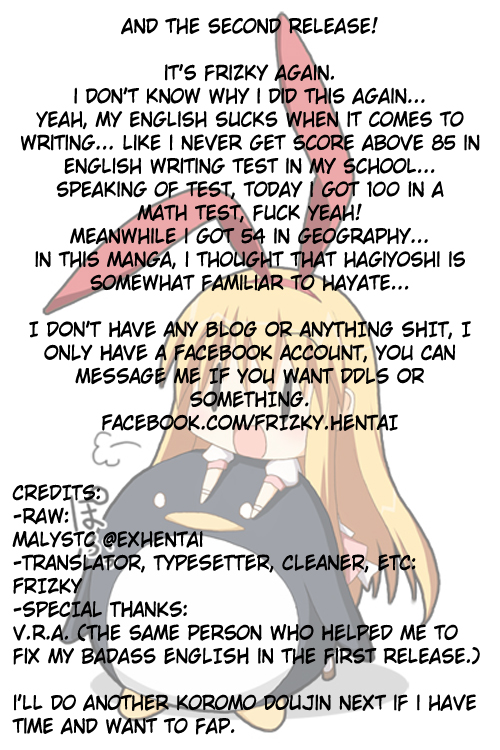 AND THE SECOND RELEASE!
IT'S FRIZKY AGAIN.
I DON'T KNOW WHY I DID THIS AGAIN...
YEAH, MY ENGLISH SUCKS WHEN IT COMES TO
WRITING... LIKE I NEVER GET SCORE ABOVE 85 IN
ENGLISH WRITING TEST IN MY SCHOOL...
SPEAKING OF TEST, TODAY I GOT 100 IN A
MATH TEST, FUCK YEAH!
MEANWHILE I GOT 54 IN GEOGRAPHY...
IN THIS MANGA, I THOUGHT THAT HAGIYOSHI IS
SOMEWHAT FAMILIAR TO HAYATE...
I DON'T HAVE ANY BLOG OR ANYTHING SHIT, I
ONLY HAVE A FACEBOOK ACCOUNT, YOU CAN
MESSAGE ME IF YOU WANT DDLS OR
SOMETHING.
FACEBOOK.COM/FRIZKY.HENTAI
CREDITS:
-RAW:
MALYSTC @EXHENTAI
-TRANSLATOR, TYPESETTER, CLEANER, ETC:
FRIZKY
-SPECIAL THANKS:
V.R.A. (THE SAME PERSON WHO HELPED ME TO
FIX MY BADASS ENGLISH IN THE FIRST RELEASE.)
I'LL DO ANOTHER KOROMO DOUJIN NEXT IF I HAVE
TIME AND WANT TO FAP.